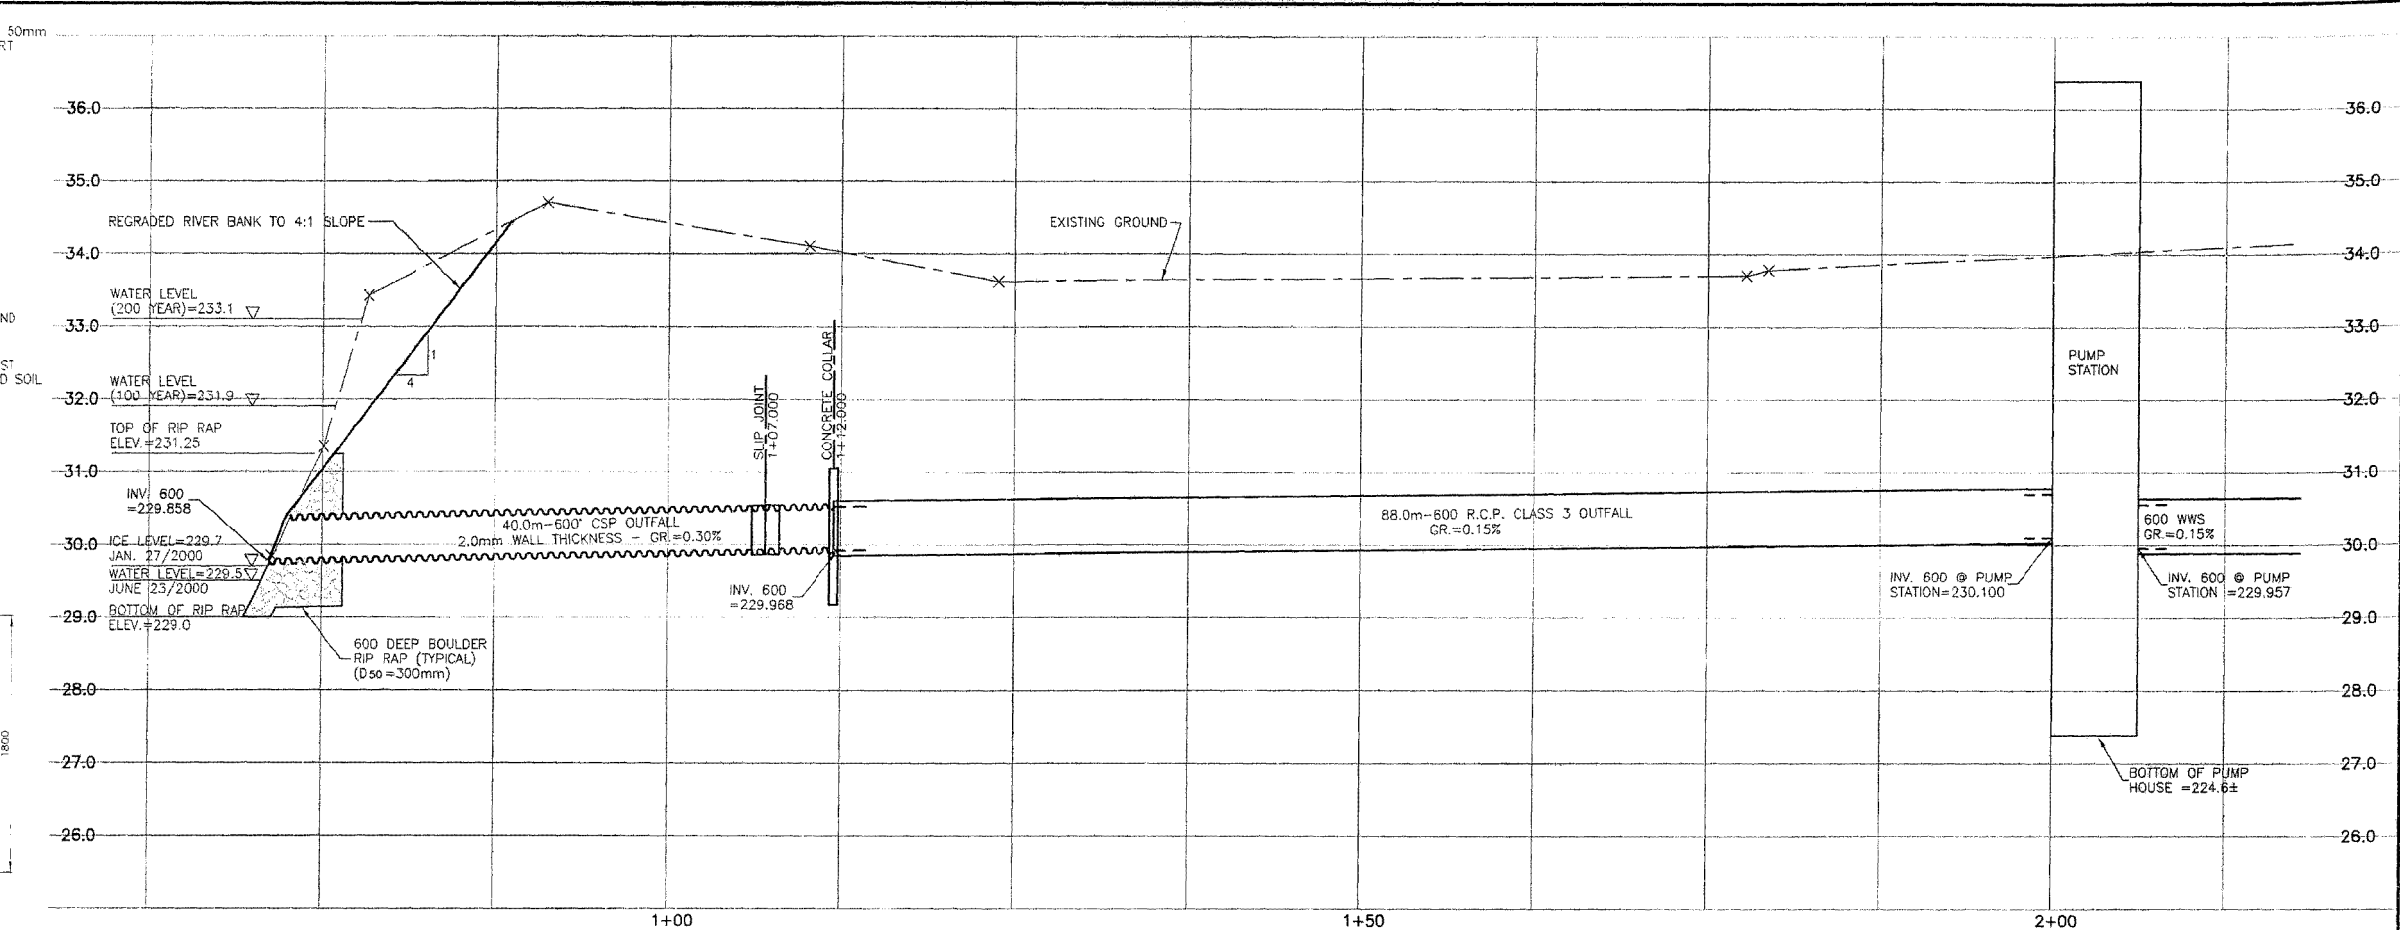 50mm
RT
36.0
36.0
35.0
35.0
REGRADED RIVER BANK TO 4:1 SLOPE
EXISTING GROUND
34.0
34.0
WATER LEVEL
(200 YEAR)=233.1
ND
33.0
33.0
1
4
PUMP
STATION
ST
D SOIL
WATER LEVEL
(100 YEAR)=231.9
32.0
32.0
SLIP JOINT
1+07.000
CONCRETE COLLAR
1+12.000
TOP OF RIP RAP
ELEV.=231.25
31.0
31.0
INV. 600
=229.858
40.0m-600 CSP OUTFALL
2.0mm WALL THICKNESS - GR.=0.30%
88.0m-600 R.C.P. CLASS 3 OUTFALL
GR.=0.15%
600 WWS
GR.=0.15%
30.0
30.0
ICE LEVEL=229.7
JAN. 27/2000
WATER LEVEL=229.5
JUNE 23/2000
INV. 600
=229.968
INV. 600 @ PUMP
STATION=230.100
INV. 600 @ PUMP
STATION =229.957
BOTTOM OF RIP RAP
ELEV.=229.0
29.0
29.0
600 DEEP BOULDER
RIP RAP (TYPICAL)
(D50=300mm)
28.0
28.0
1800
27.0
27.0
BOTTOM OF PUMP
HOUSE =224.6±
26.0
26.0
1+00
1+50
2+00